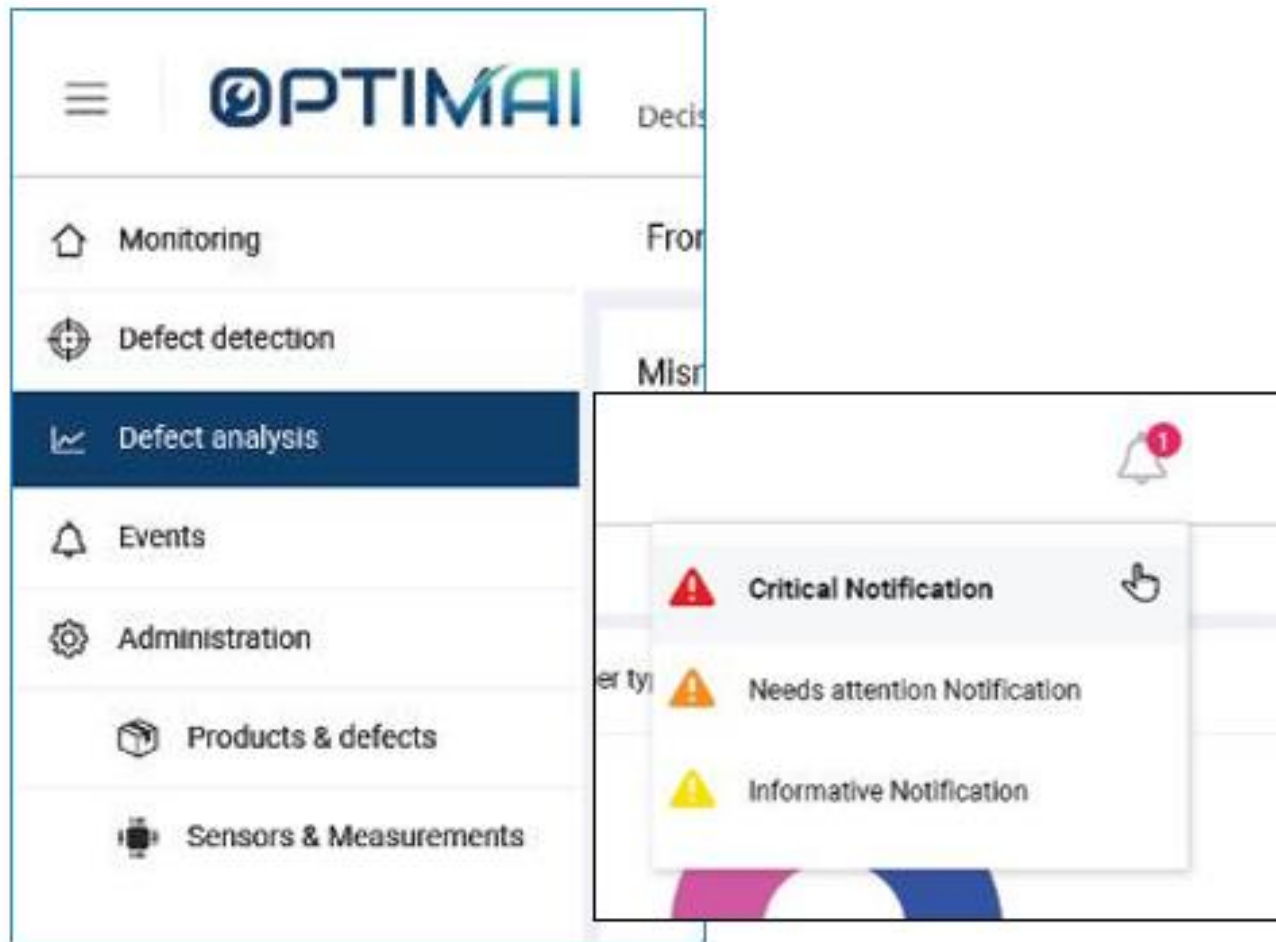 OPTIMAI
Decis
Monitoring
Fror
Defect detection
Misr
Defect analysis
Events
Administration
Products & defects
Sensors & Measurements
1
Critical Notification
er ty
Needs attention Notification
Informative Notification